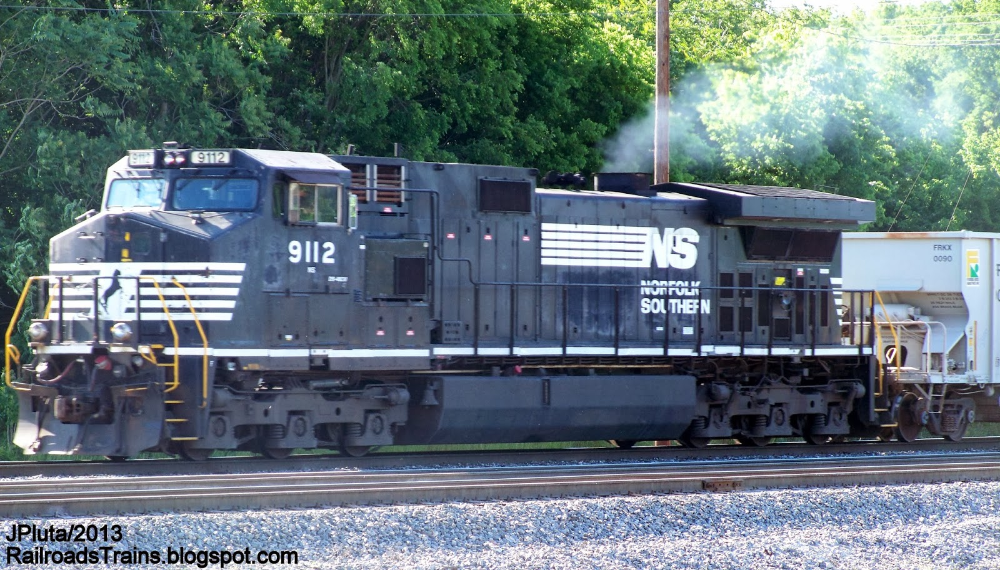 9112
9112
9112
NS
NS
NORFOLK
SOUTHERN
FRKX
0090
JPluta/2013
RailroadsTrains.blogspot.com